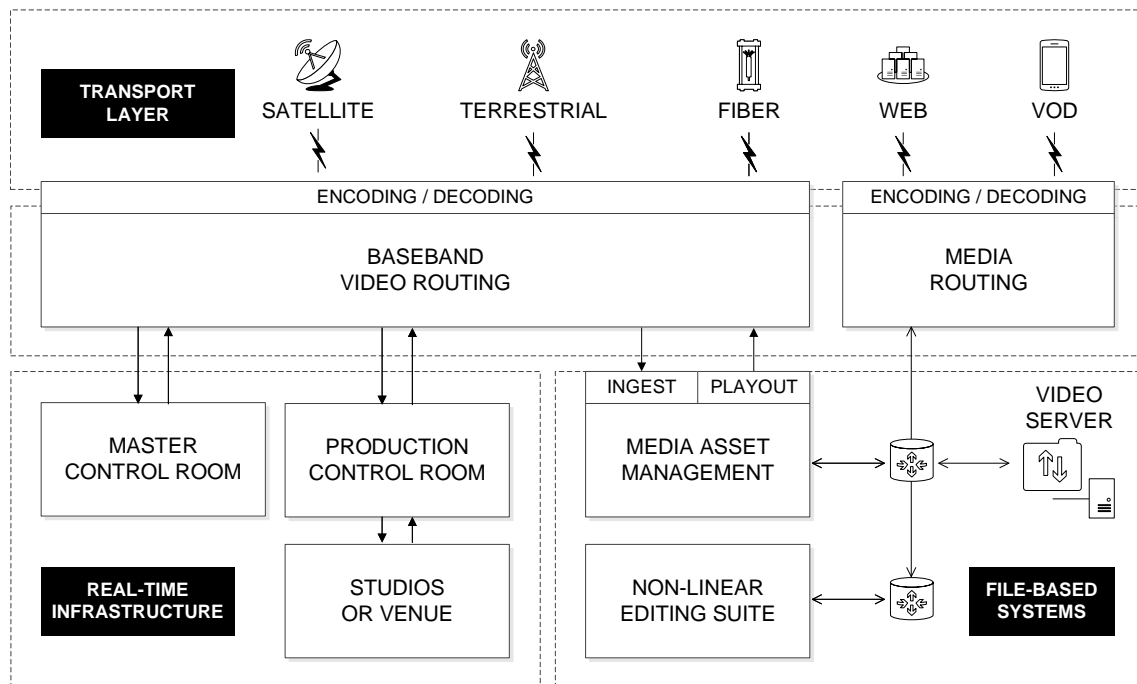 TRANSPORT
LAYER
SATELLITE
TERRESTRIAL
FIBER
WEB
VOD
ENCODING / DECODING
BASEBAND
VIDEO ROUTING
ENCODING / DECODING
MEDIA
ROUTING
MASTER
CONTROL ROOM
PRODUCTION
CONTROL ROOM
STUDIOS
OR VENUE
REAL-TIME
INFRASTRUCTURE
INGEST
PLAYOUT
MEDIA ASSET
MANAGEMENT
NON-LINEAR
EDITING SUITE
VIDEO
SERVER
FILE-BASED
SYSTEMS